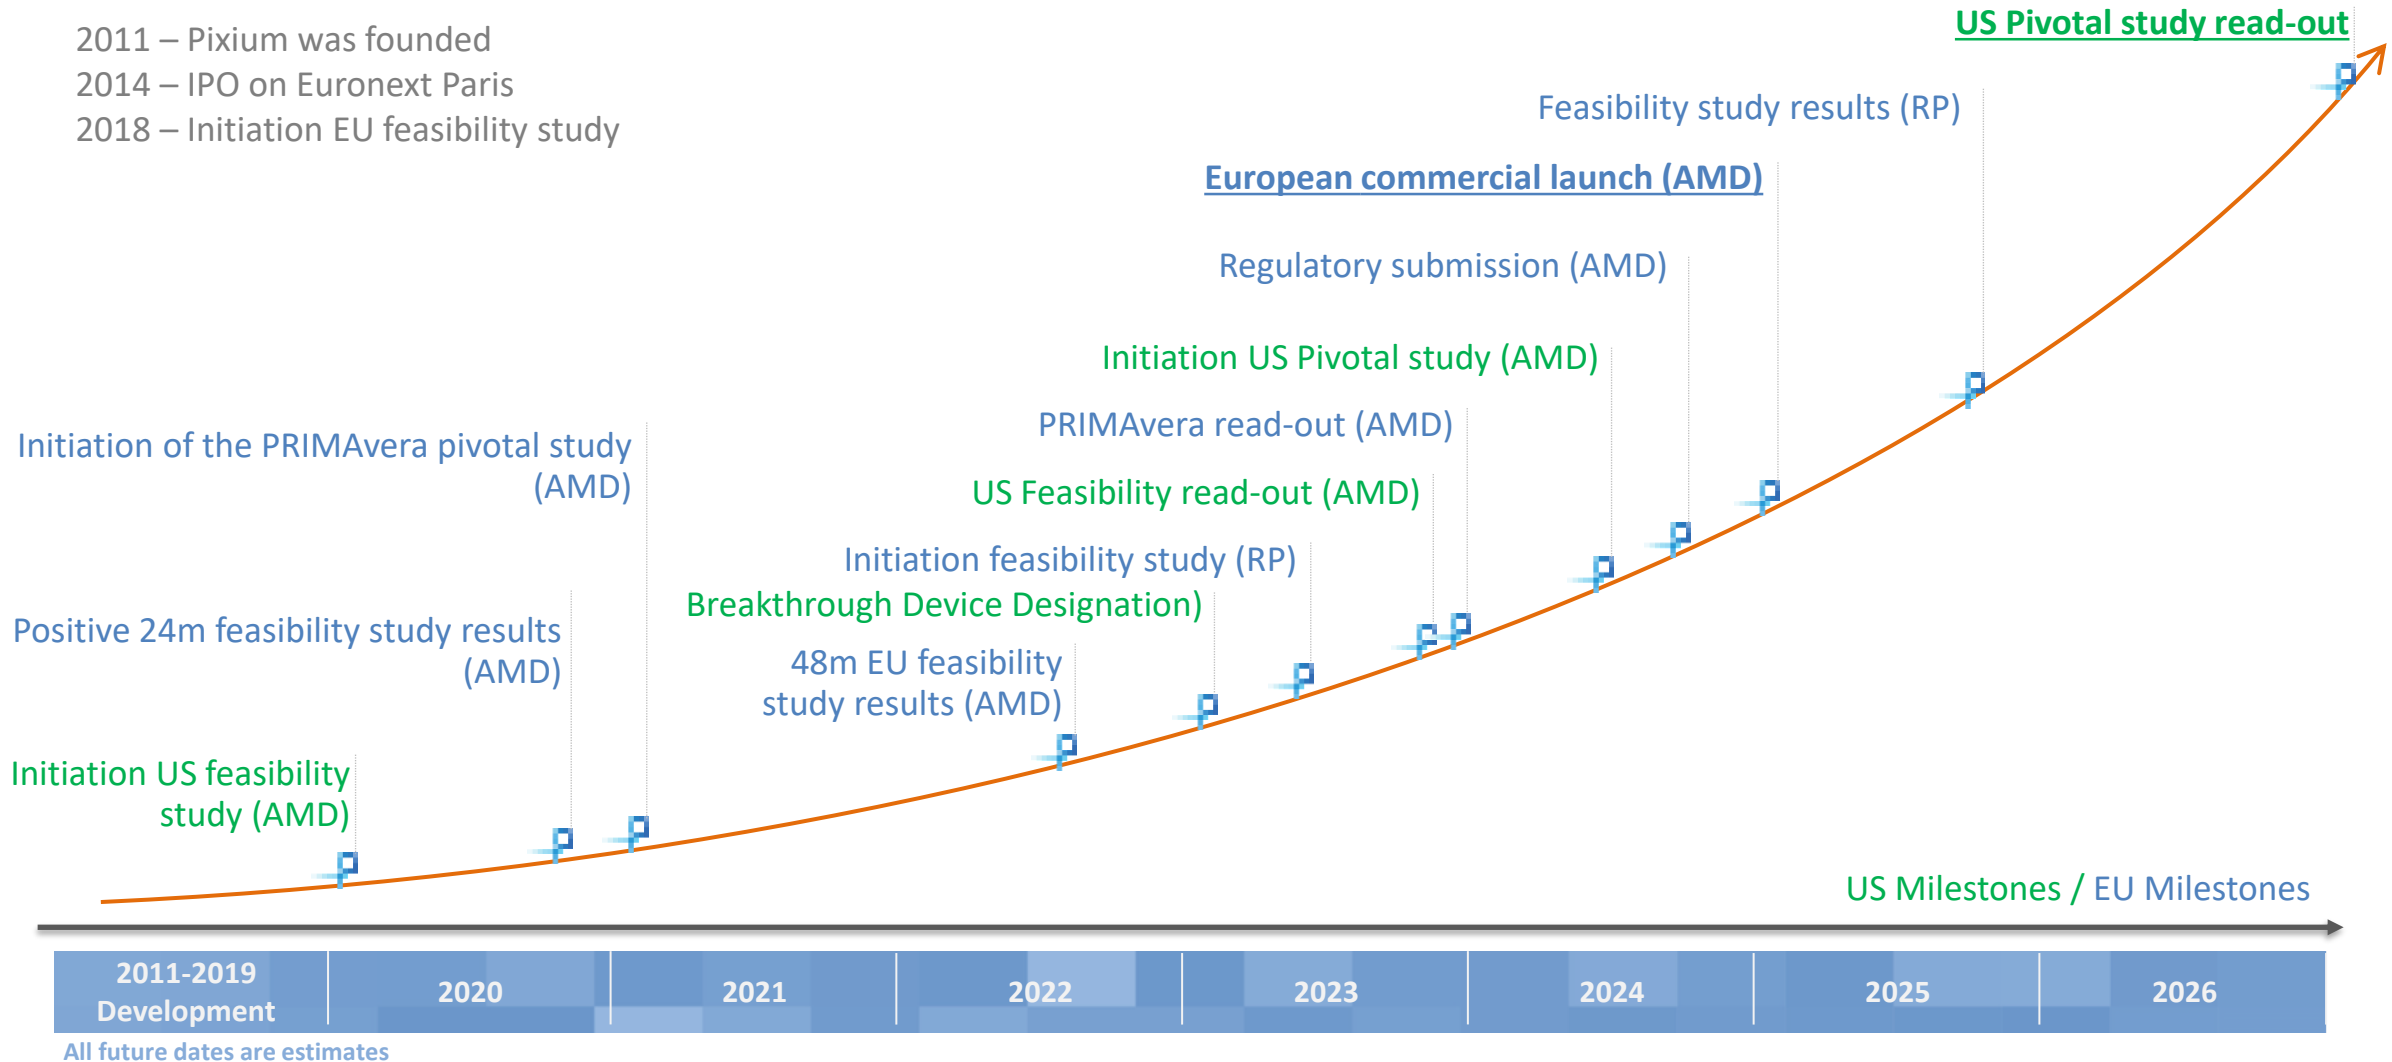 2011 – Pixium was founded
2014 – IPO on Euronext Paris
2018 – Initiation EU feasibility study
US Pivotal study read-out
Feasibility study results (RP)
European commercial launch (AMD)
Regulatory submission (AMD)
Initiation US Pivotal study (AMD)
PRIMAvera read-out (AMD)
Initiation of the PRIMAvera pivotal study
(AMD)
US Feasibility read-out (AMD)
Initiation feasibility study (RP)
Breakthrough Device Designation)
Positive 24m feasibility study results
(AMD)
48m EU feasibility
study results (AMD)
Initiation US feasibility
study (AMD)
US Milestones / EU Milestones
2011-2019
Development
2020
2021
2022
2023
2024
2025
2026
All future dates are estimates